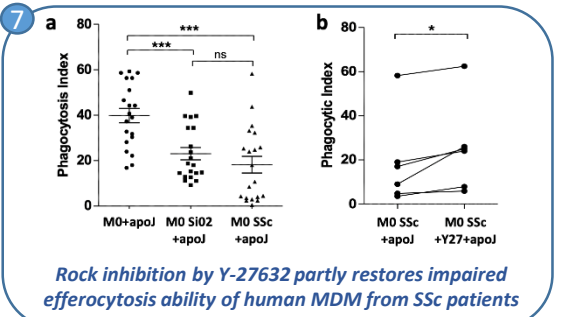 7
a
b
***
***
ns
*
Phagocytosis Index
80
60
40
20
0
M0+apoJ
M0 Si02
+apoJ
M0 SSc
+apoJ
Phagocytic Index
80
60
40
20
0
M0 SSc
+apoJ
M0 SSc
+Y27+apoJ
Rock inhibition by Y-27632 partly restores impaired
efferocytosis ability of human MDM from SSc patients